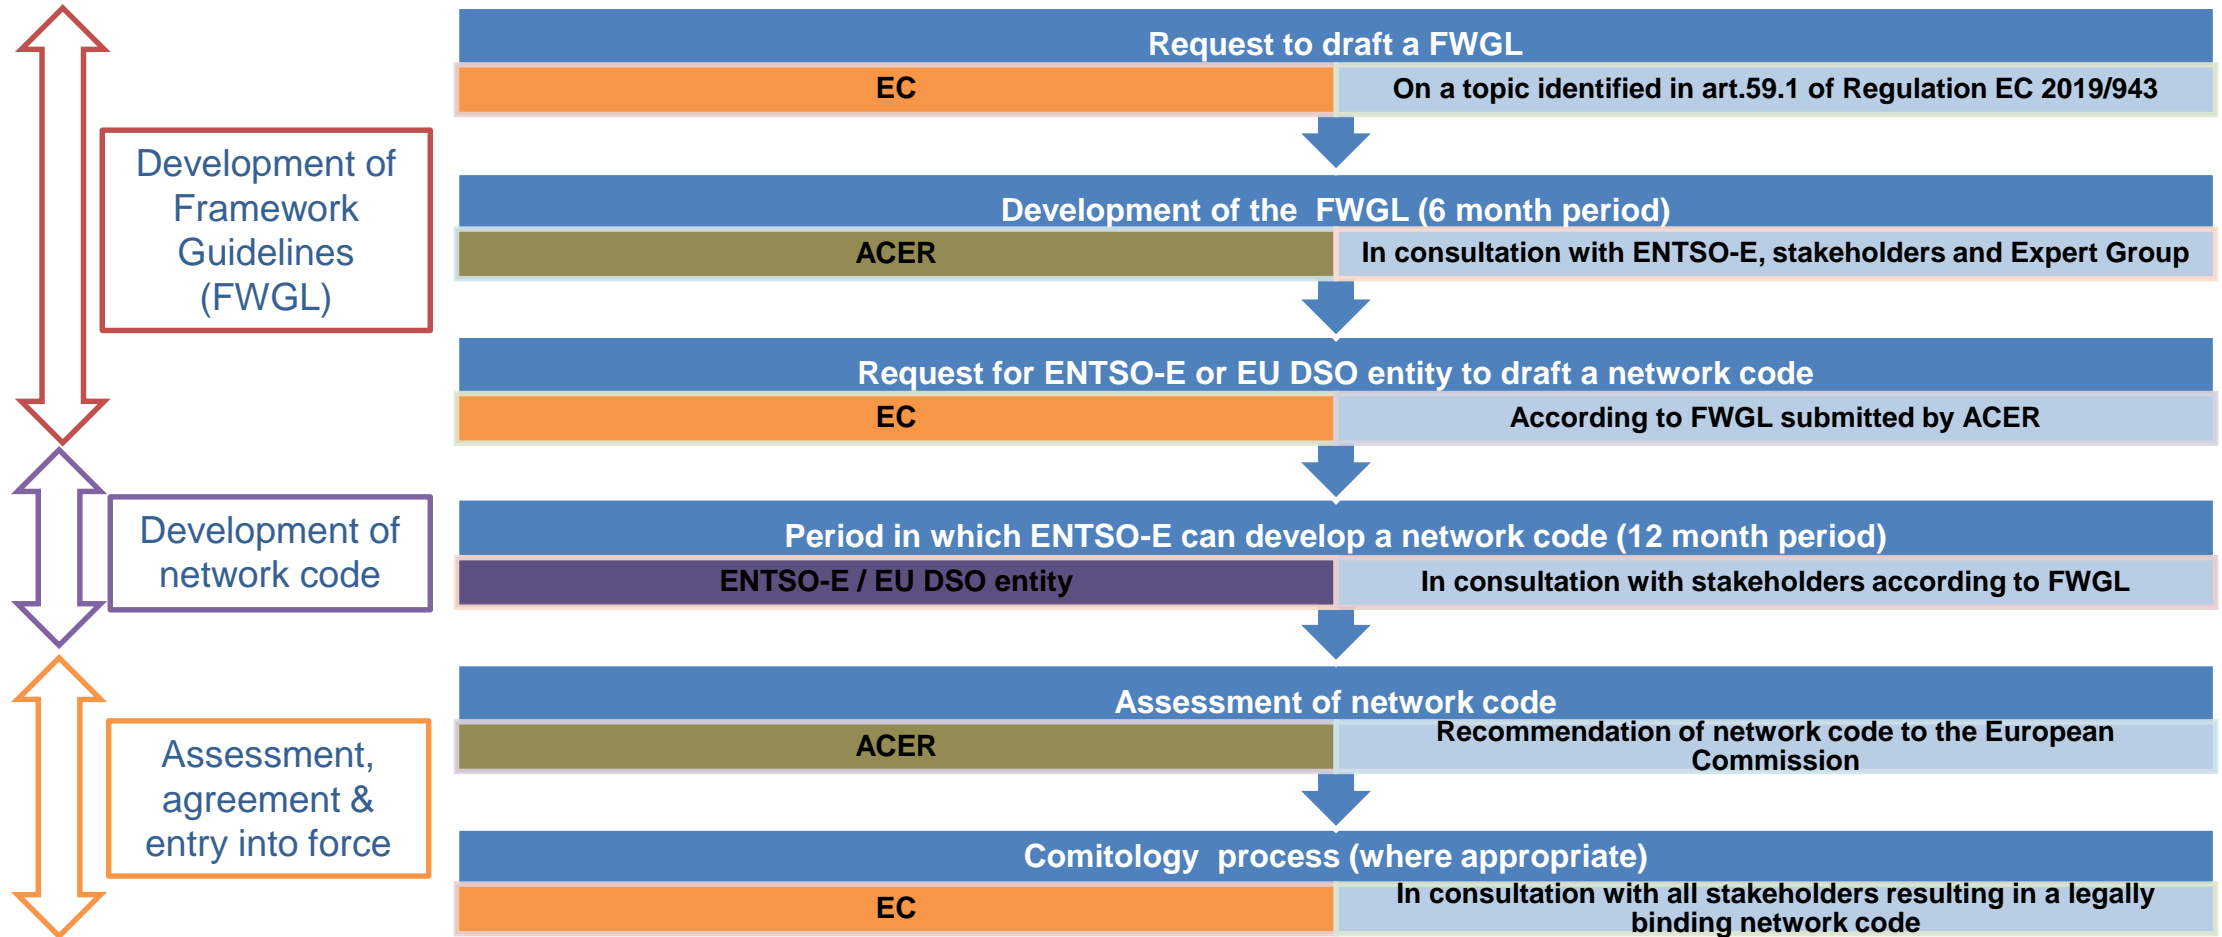 Request to draft a FWGL
EC
On a topic identified in art.59.1 of Regulation EC 2019/943
Development of
Framework
Guidelines
(FWGL)
Development of the FWGL (6 month period)
ACER
In consultation with ENTSO-E, stakeholders and Expert Group
Request for ENTSO-E or EU DSO entity to draft a network code
EC
According to FWGL submitted by ACER
Development of
network code
Period in which ENTSO-E can develop a network code (12 month period)
ENTSO-E / EU DSO entity
In consultation with stakeholders according to FWGL
Assessment,
agreement &
entry into force
Assessment of network code
ACER
Recommendation of network code to the European
Commission
Comitology process (where appropriate)
EC
In consultation with all stakeholders resulting in a legally
binding network code